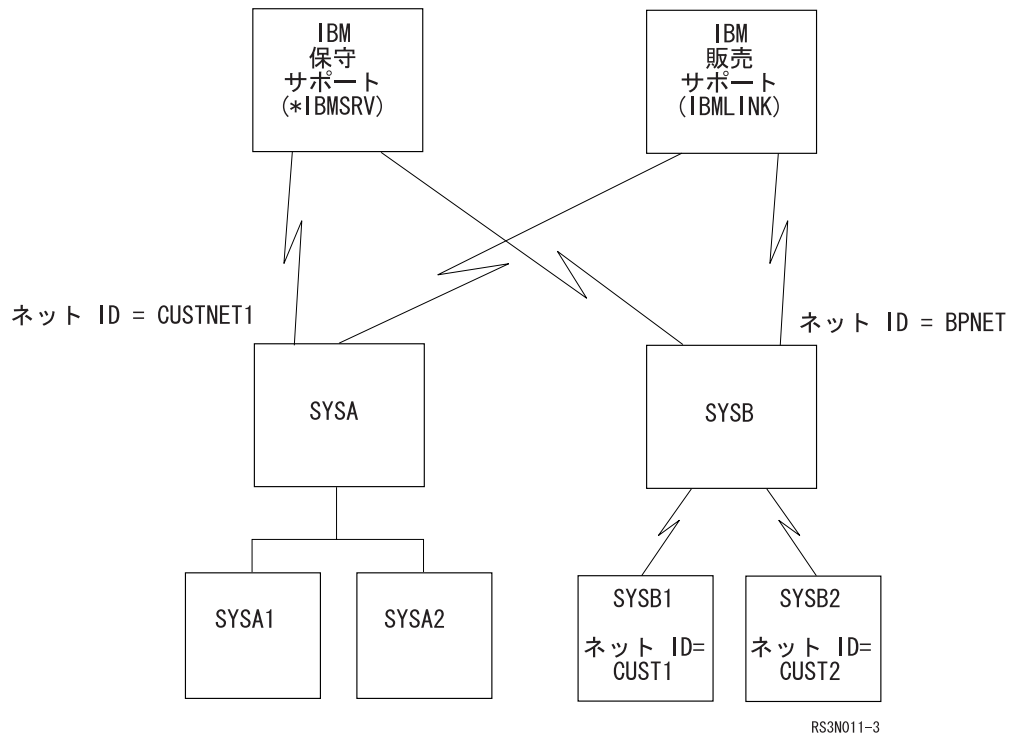 IBM
保守
サポート
(*IBMSRV)
IBM
販売
サポート
(IBMLINK)
ネット ID = CUSTNET1
ネット ID = BPNET
SYSA
SYSB
SYSA1
SYSA2
SYSB1
ネット ID=
CUST1
SYSB2
ネット ID=
CUST2
RS3N011-3